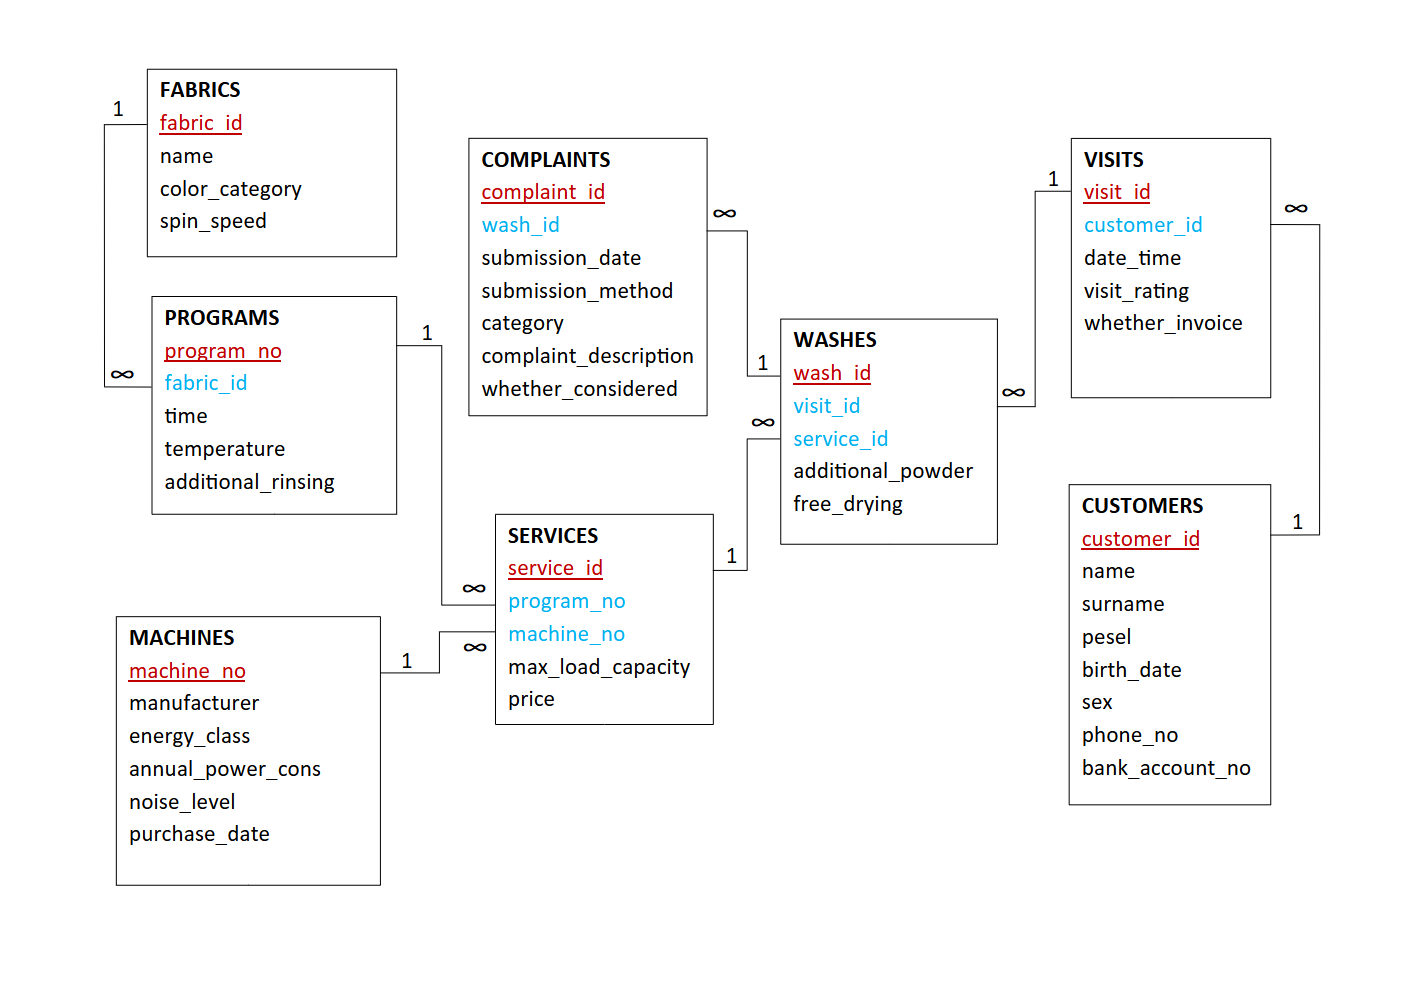 FABRICS
fabric_id
name
color_category
spin_speed
1
∞
PROGRAMS
program_no
fabric_id
time
temperature
additional_rinsing
1
∞
MACHINES
machine_no
manufacturer
energy_class
annual_power_cons
noise_level
purchase_date
1
∞
COMPLAINTS
complaint_id
wash_id
submission_date
submission_method
category
complaint_description
whether_considered
∞
1
SERVICES
service_id
program_no
machine_no
max_load_capacity
price
1
∞
WASHES
wash_id
visit_id
service_id
additional_powder
free_drying
∞
1
VISITS
visit_id
customer_id
date_time
visit_rating
whether_invoice
∞
1
CUSTOMERS
customer_id
name
surname
pesel
birth_date
sex
phone_no
bank_account_no